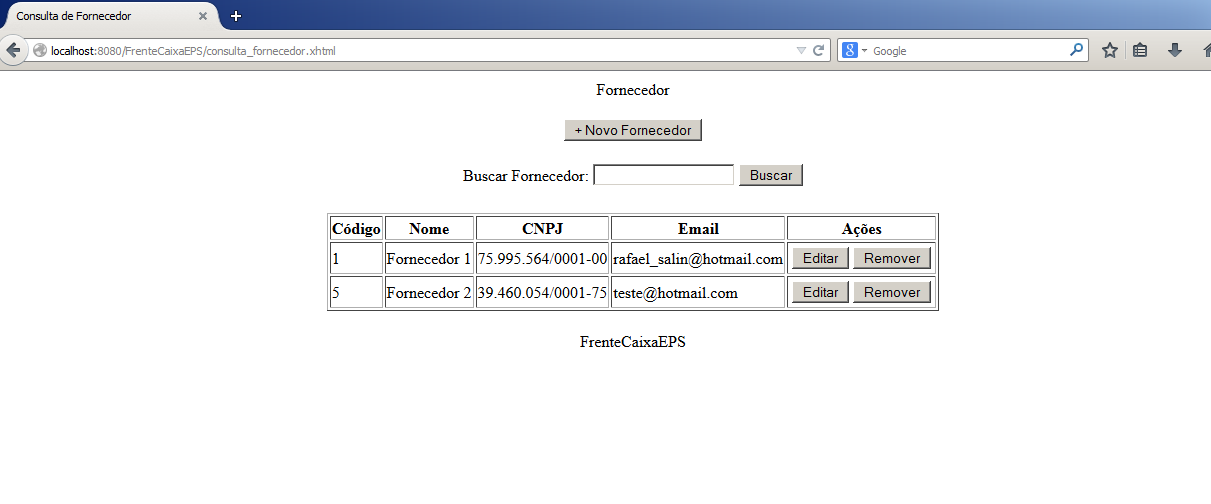 Consulta de Fornecedor
localhost:8080/FrenteCaixaEPS/consulta_fornecedor.xhtml
Google
Fornecedor
+ Novo Fornecedor
Buscar Fornecedor: Buscar
Código Nome CNPJ Email Ações
1 Fornecedor 1 75.995.564/0001-00 rafael_salin@hotmail.com Editar Remover
5 Fornecedor 2 39.460.054/0001-75 teste@hotmail.com Editar Remover
FrenteCaixaEPS